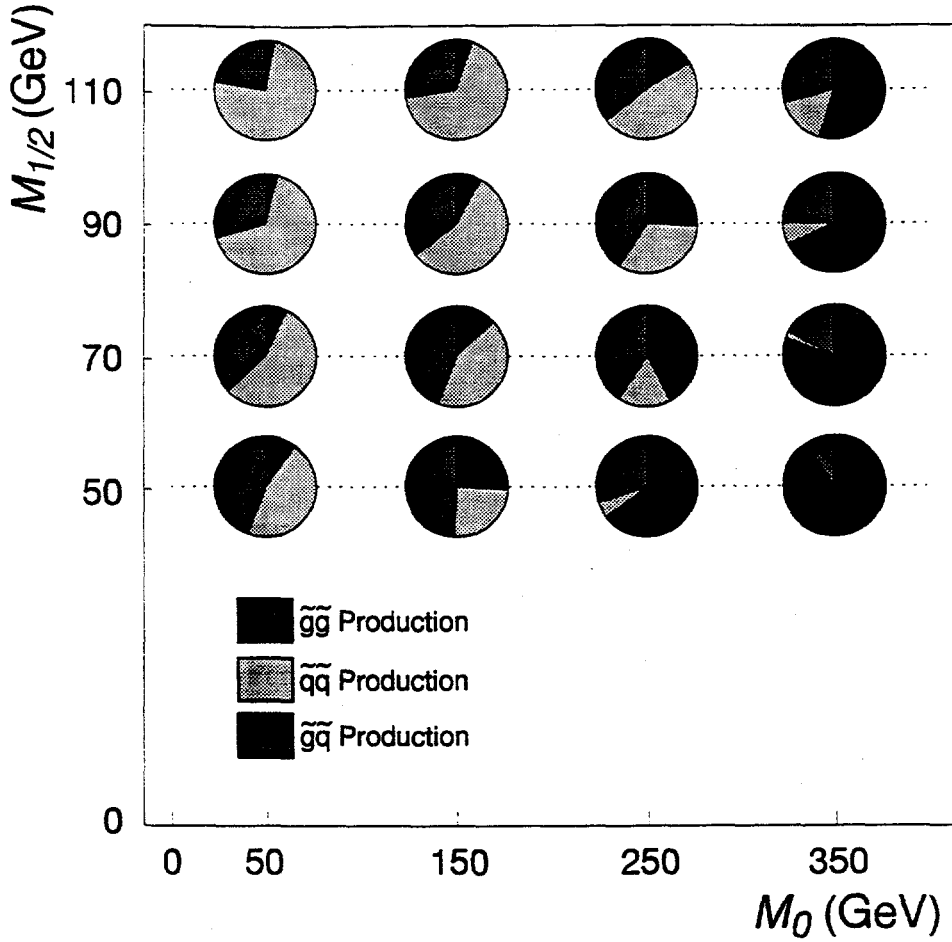 M1/2 (GeV)
110
90
70
50
0
g̃g̃ Production
q̃q̃ Production
g̃q̃ Production
0 50 150 250 350
M0 (GeV)